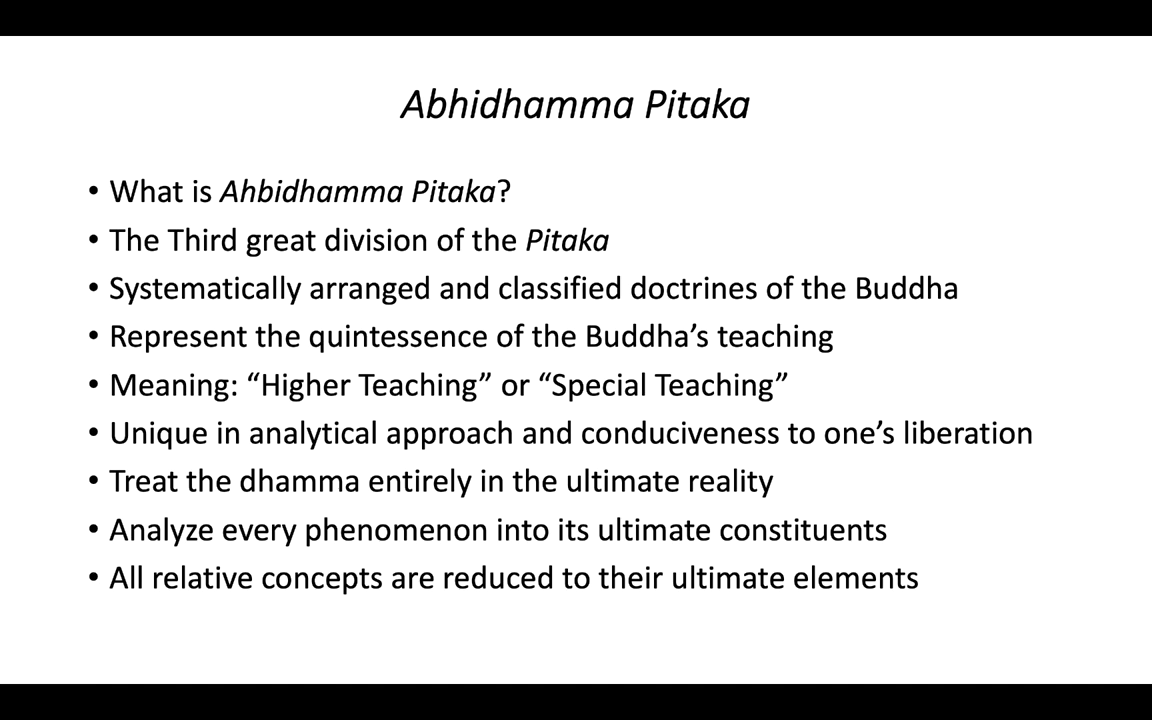 Abhidhamma Pitaka
• What is Ahbidhamma Pitaka?
• The Third great division of the Pitaka
• Systematically arranged and classified doctrines of the Buddha
• Represent the quintessence of the Buddha’s teaching
• Meaning: “Higher Teaching” or “Special Teaching”
• Unique in analytical approach and conduciveness to one’s liberation
• Treat the dhamma entirely in the ultimate reality
• Analyze every phenomenon into its ultimate constituents
• All relative concepts are reduced to their ultimate elements